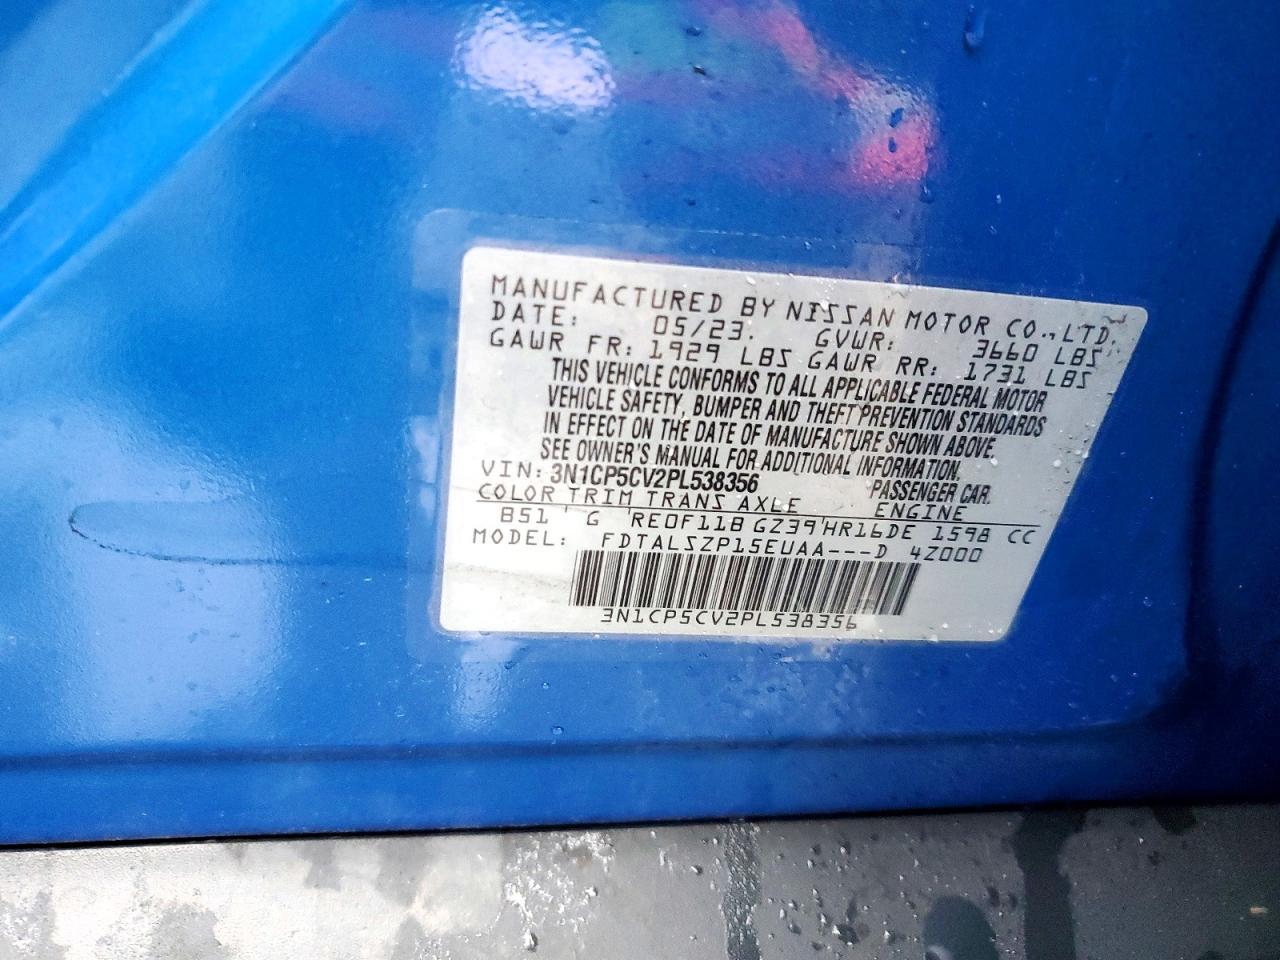 MANUFACTURED BY NISSAN MOTOR CO.,LTD.
DATE: 05/23. GVWR: 3660 LBS
GAWR FR: 1929 LBS GAWR RR: 1731 LBS
THIS VEHICLE CONFORMS TO ALL APPLICABLE FEDERAL MOTOR
VEHICLE SAFETY, BUMPER AND THEFT PREVENTION STANDARDS
IN EFFECT ON THE DATE OF MANUFACTURE SHOWN ABOVE.
SEE OWNER'S MANUAL FOR ADDITIONAL INFORMATION.
VIN: 3N1CP5CV2PL538356 PASSENGER CAR.
COLOR TRIM TRANS AXLE ENGINE
B51 G RE0F11B GZ39 HR16DE 1598 CC
MODEL: FDTALSZP15EUAA---D 4Z000
3N1CP5CV2PL538356